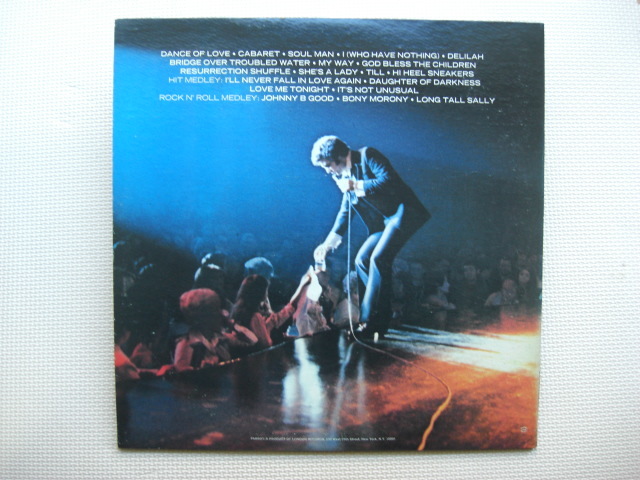 DANCE OF LOVE • CABARET • SOUL MAN • I (WHO HAVE NOTHING) • DELILAH
BRIDGE OVER TROUBLED WATER • MY WAY • GOD BLESS THE CHILDREN
RESURRECTION SHUFFLE • SHE'S A LADY • TILL • HI HEEL SNEAKERS
HIT MEDLEY: I'LL NEVER FALL IN LOVE AGAIN • DAUGHTER OF DARKNESS
LOVE ME TONIGHT • IT'S NOT UNUSUAL
ROCK N' ROLL MEDLEY: JOHNNY B GOOD • BONY MORONY • LONG TALL SALLY